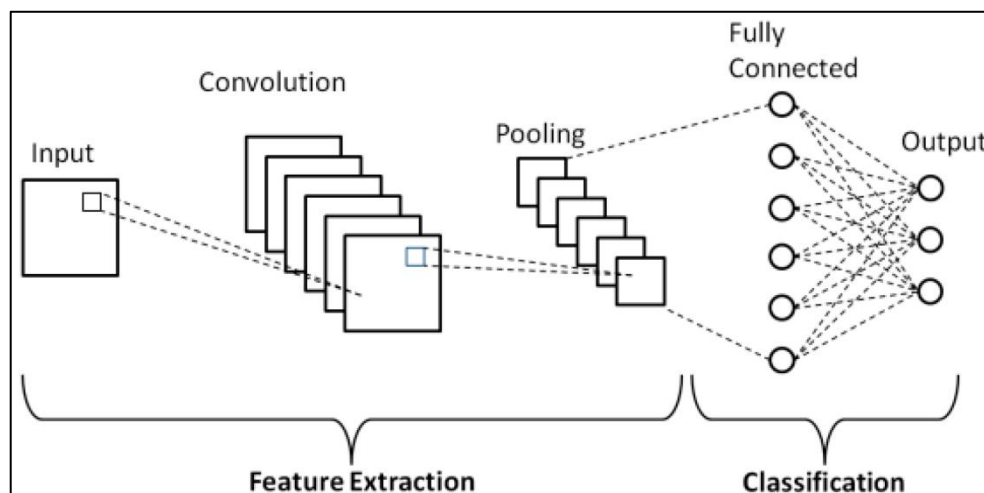 Input
Convolution
Pooling
Fully
Connected
Output
Feature Extraction
Classification